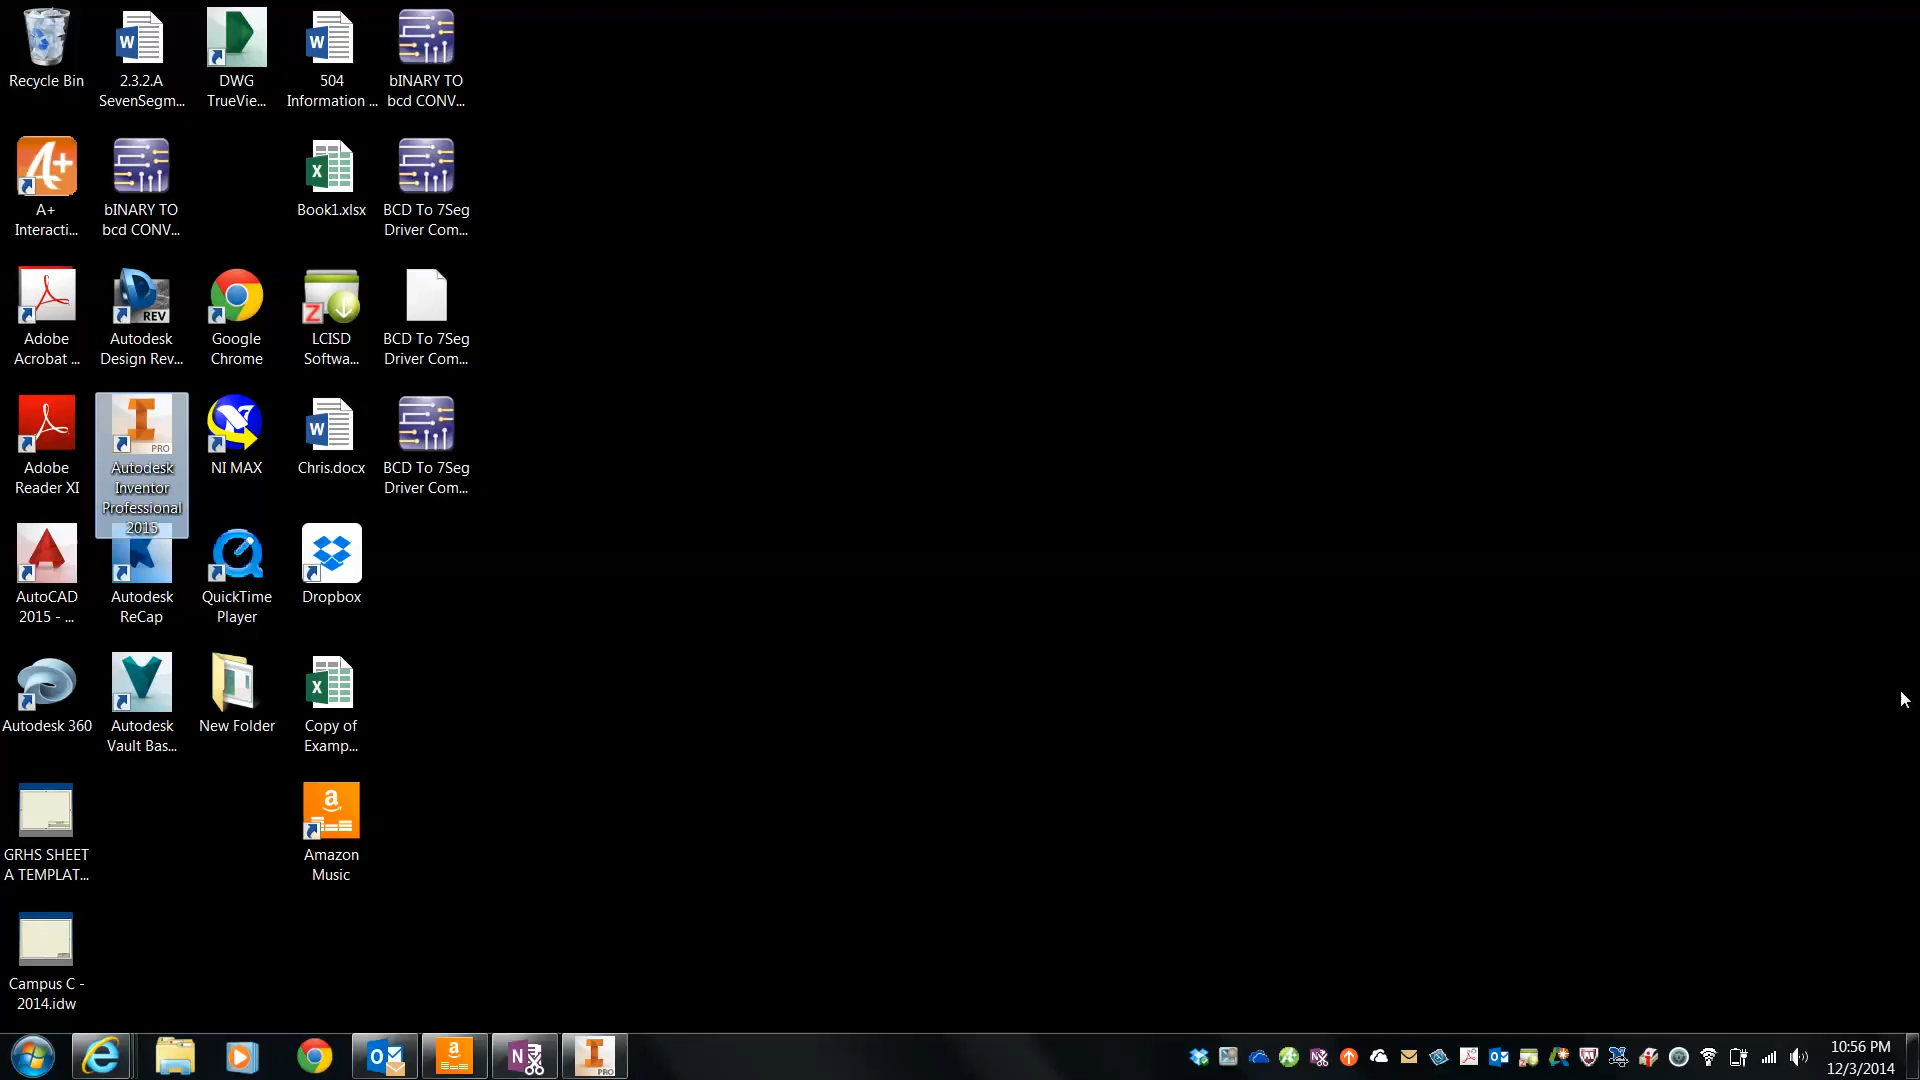 Recycle Bin
2.3.2.A
SevenSegm...
DWG
TrueVie...
504
Information ...
bINARY TO
bcd CONV...
A+
Interacti...
bINARY TO
bcd CONV...
Book1.xlsx
BCD To 7Seg
Driver Com...
Adobe
Acrobat ...
REV
Autodesk
Design Rev...
Google
Chrome
LCISD
Softwa...
BCD To 7Seg
Driver Com...
Adobe
Reader XI
PRO
Autodesk
Inventor
Professional
2015
NI MAX
Chris.docx
BCD To 7Seg
Driver Com...
AutoCAD
2015 - ...
Autodesk
ReCap
QuickTime
Player
Dropbox
Autodesk 360
Autodesk
Vault Bas...
New Folder
Copy of
Examp...
GRHS SHEET
A TEMPLAT...
Amazon
Music
Campus C -
2014.idw
PRO
10:56 PM
12/3/2014